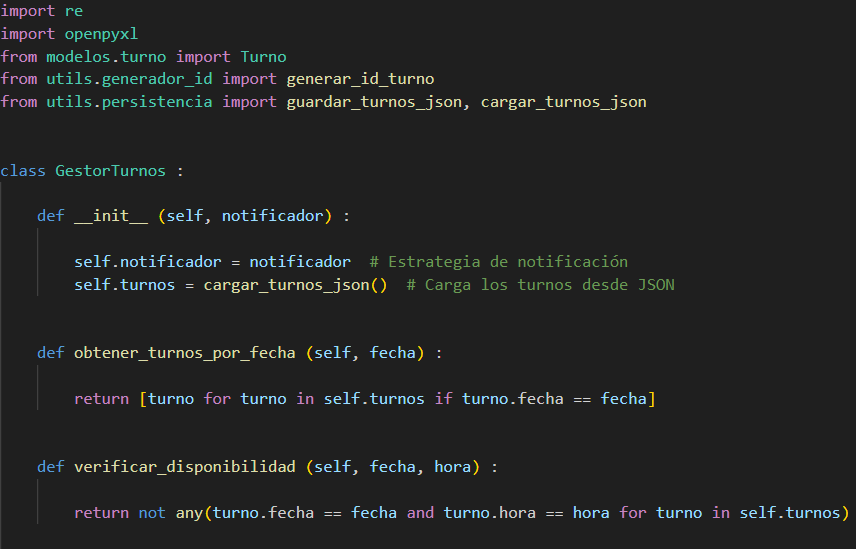 import re
import openpyxl
from modelos.turno import Turno
from utils.generador_id import generar_id_turno
from utils.persistencia import guardar_turnos_json, cargar_turnos_json
class GestorTurnos :
def __init__ (self, notificador) :
self.notificador = notificador  # Estrategia de notificación
self.turnos = cargar_turnos_json()  # Carga los turnos desde JSON
def obtener_turnos_por_fecha (self, fecha) :
return [turno for turno in self.turnos if turno.fecha == fecha]
def verificar_disponibilidad (self, fecha, hora) :
return not any(turno.fecha == fecha and turno.hora == hora for turno in self.turnos)